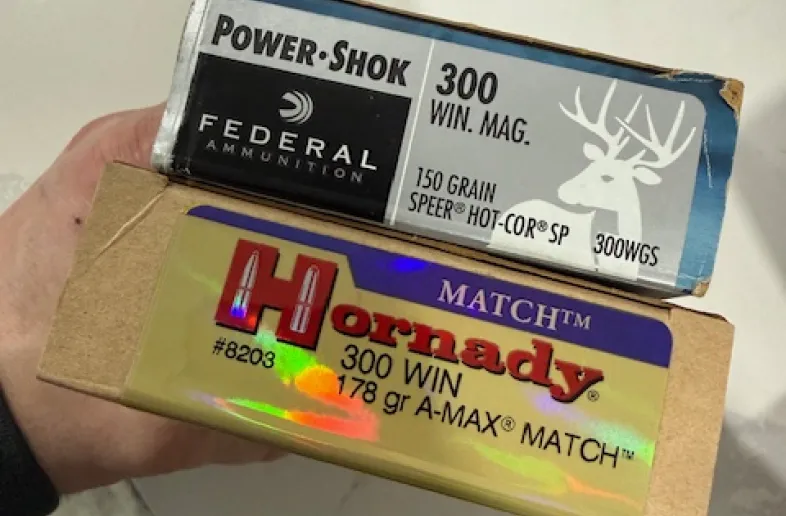 POWER•SHOK
FEDERAL
AMMUNITION
300
WIN. MAG.
150 GRAIN
SPEER® HOT-COR® SP
300WGS
MATCH™
Hornady®
#8203
300 WIN
178 gr A-MAX® MATCH™